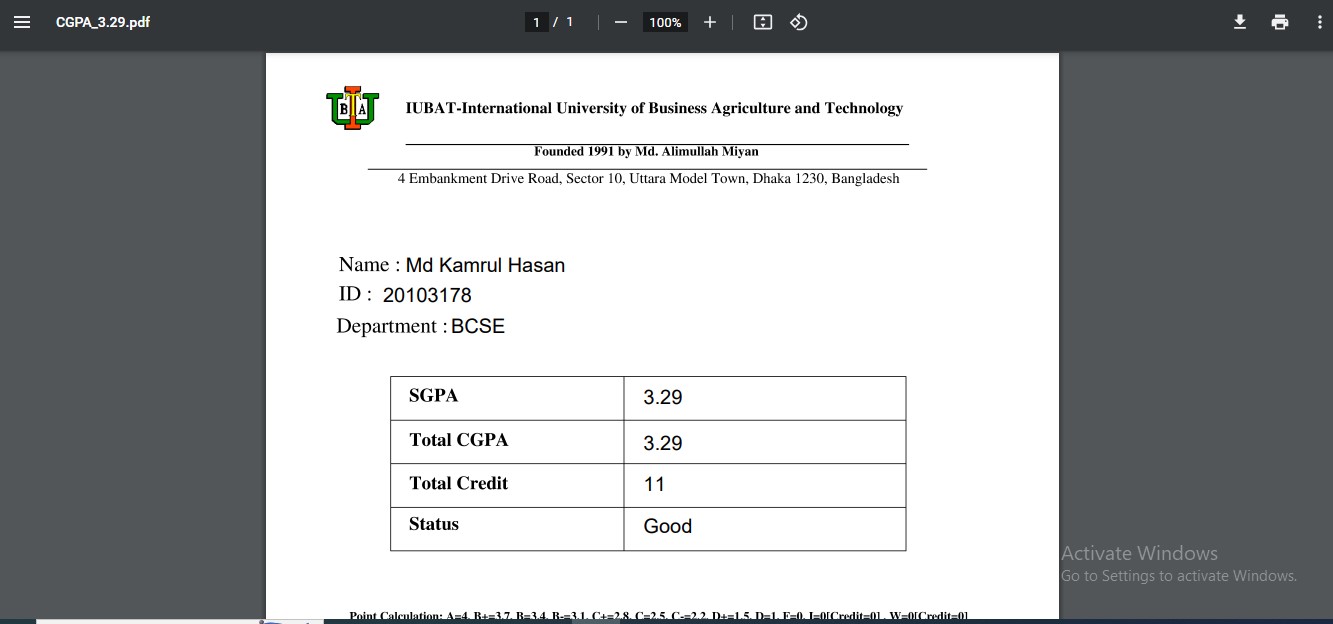 CGPA_3.29.pdf
1 / 1
100%
IUBAT-International University of Business Agriculture and Technology
Founded 1991 by Md. Alimullah Miyan
4 Embankment Drive Road, Sector 10, Uttara Model Town, Dhaka 1230, Bangladesh
Name : Md Kamrul Hasan
ID : 20103178
Department : BCSE
SGPA 3.29
Total CGPA 3.29
Total Credit 11
Status Good
Activate Windows
Go to Settings to activate Windows.
Point Calculation: A=4, B+=3.7, B=3.4, B-=3.1, C+=2.8, C=2.5, C-=2.2, D+=1.5, D=1, F=0, I=0[Credit=0] , W=0[Credit=0]